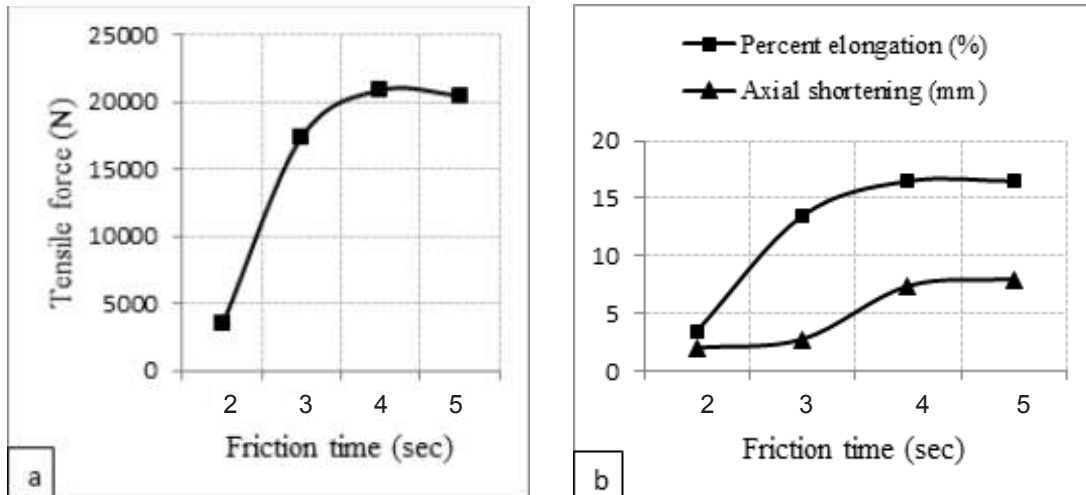 25000
20000
15000
10000
5000
0
Tensile force (N)
2 3 4 5
Friction time (sec)
a
Percent elongation (%)
Axial shortening (mm)
20
15
10
5
0
2 3 4 5
Friction time (sec)
b